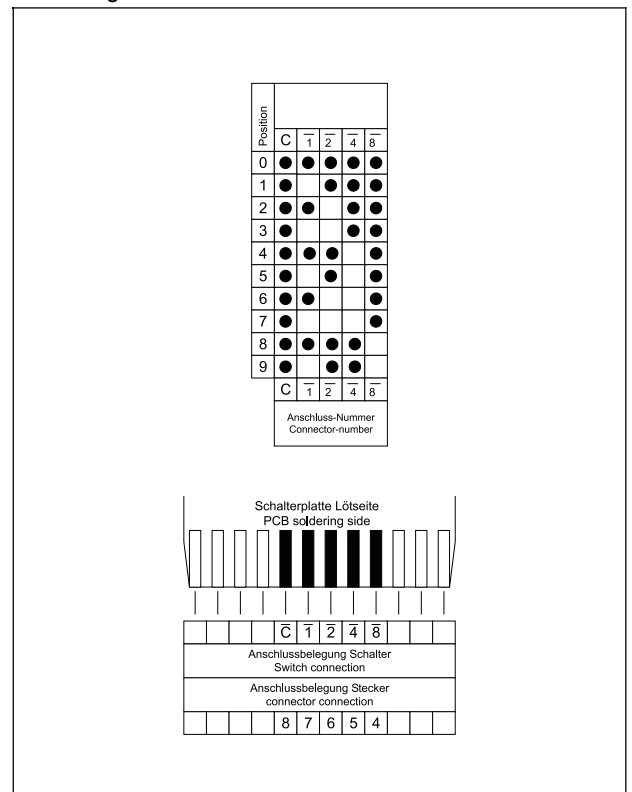 Position
C 1̅ 2̅ 4̅ 8̅
0
1
2
3
4
5
6
7
8
9
C 1̅ 2̅ 4̅ 8̅
Anschluss-Nummer
Connector-number
Schalterplatte Lötseite
PCB soldering side
C̅ 1̅ 2̅ 4̅ 8̅
Anschlussbelegung Schalter
Switch connection
Anschlussbelegung Stecker
connector connection
8 7 6 5 4